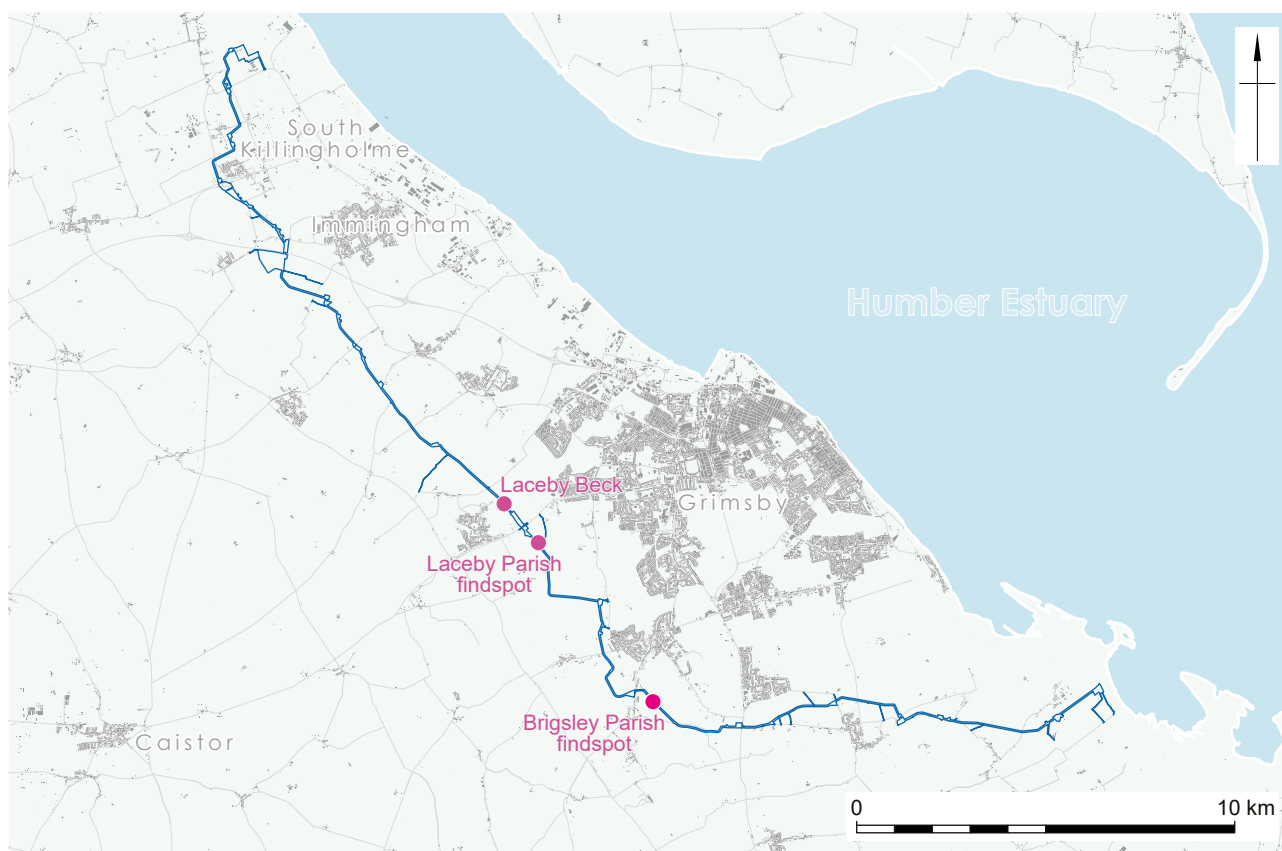 South
Killingholme
Immingham
Humber Estuary
Laceby Beck
Grimsby
Laceby Parish
findspot
Brigsley Parish
findspot
Caistor
0
10 km